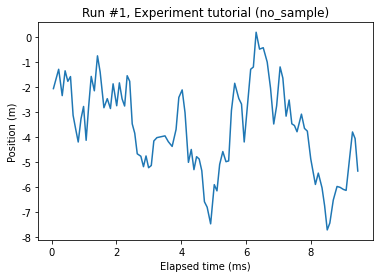 Run #1, Experiment tutorial (no_sample)
Position (m)
0
-1
-2
-3
-4
-5
-6
-7
-8
0 2 4 6 8
Elapsed time (ms)